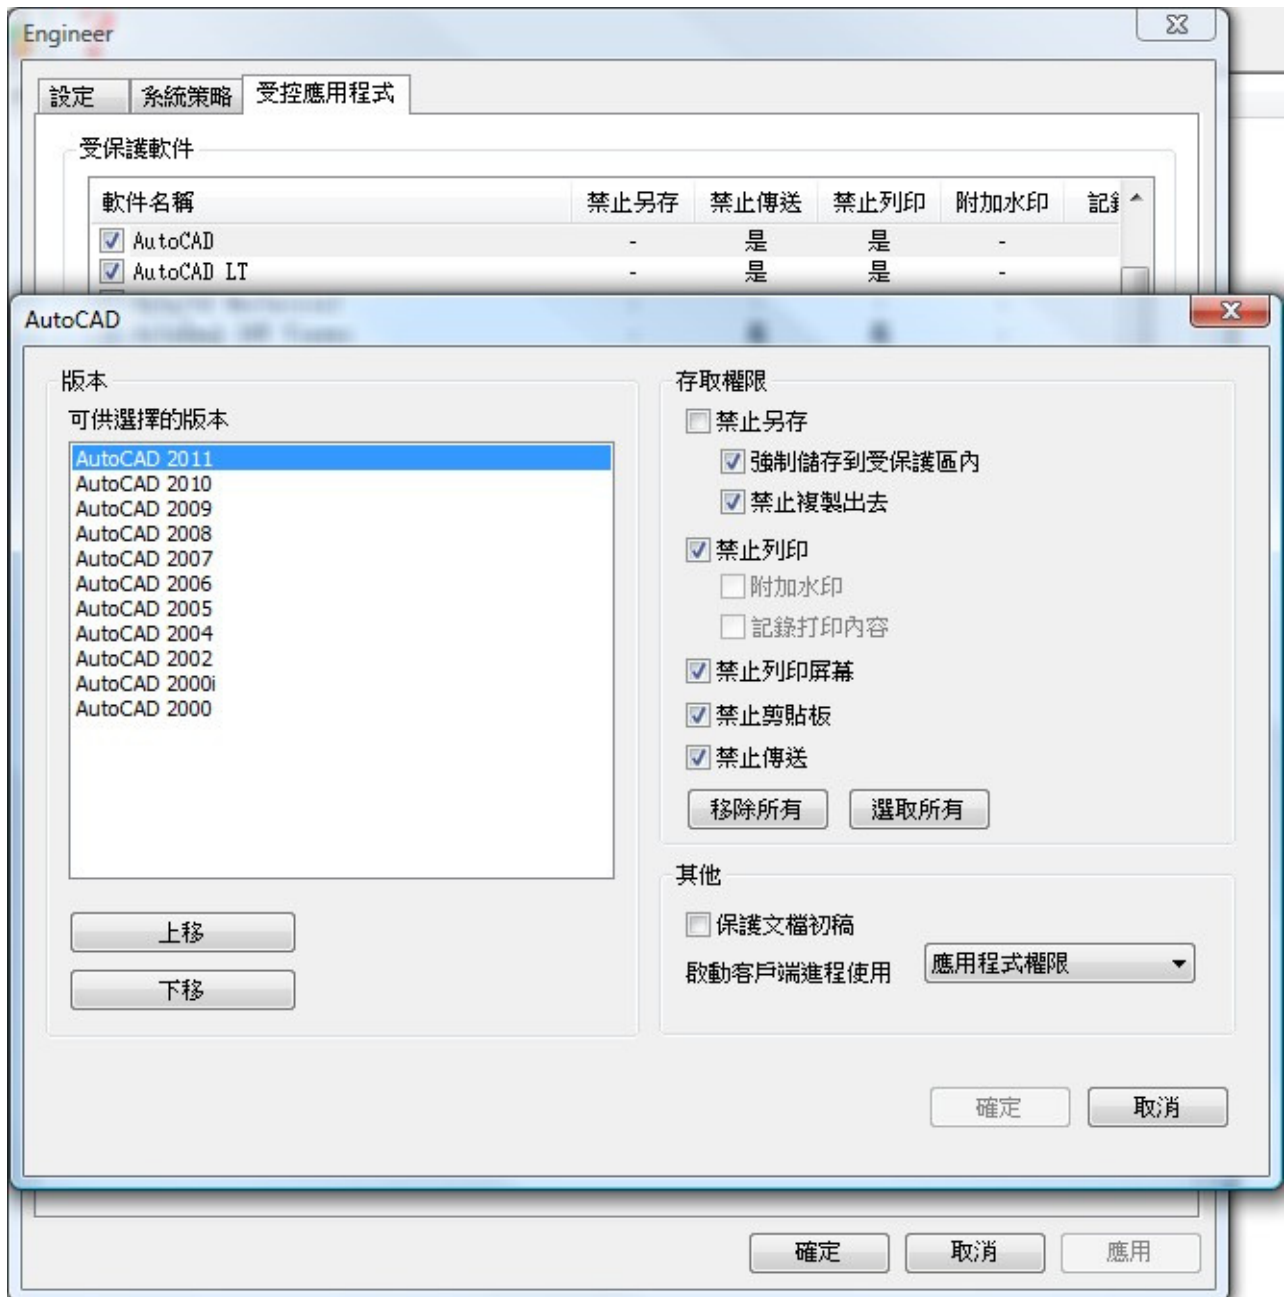 Engineer
設定 系統策略 受控應用程式
受保護軟件
軟件名稱 禁止另存 禁止傳送 禁止列印 附加水印
AutoCAD - 是 是 -
AutoCAD LT - 是 是 -
AutoCAD
版本
可供選擇的版本
AutoCAD 2011
AutoCAD 2010
AutoCAD 2009
AutoCAD 2008
AutoCAD 2007
AutoCAD 2006
AutoCAD 2005
AutoCAD 2004
AutoCAD 2002
AutoCAD 2000i
AutoCAD 2000
上移
下移
存取權限
禁止另存
強制儲存到受保護區內
禁止複製出去
禁止列印
附加水印
記錄打印內容
禁止列印屏幕
禁止剪貼板
禁止傳送
移除所有 選取所有
其他
保護文檔初稿
啟動客戶端進程使用 應用程式權限
確定 取消
確定 取消 應用